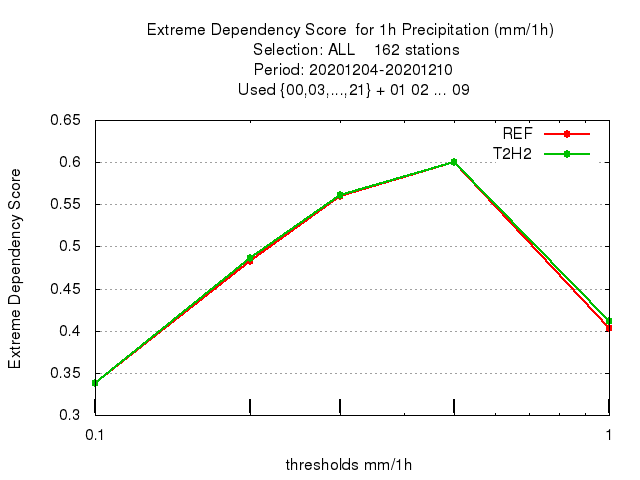 Extreme Dependency Score  for 1h Precipitation (mm/1h)
Selection: ALL    162 stations
Period: 20201204-20201210
Used {00,03,...,21} + 01 02 ... 09
REF
T2H2
0.65
0.6
0.55
0.5
0.45
0.4
0.35
0.3
Extreme Dependency Score
0.1
1
thresholds mm/1h